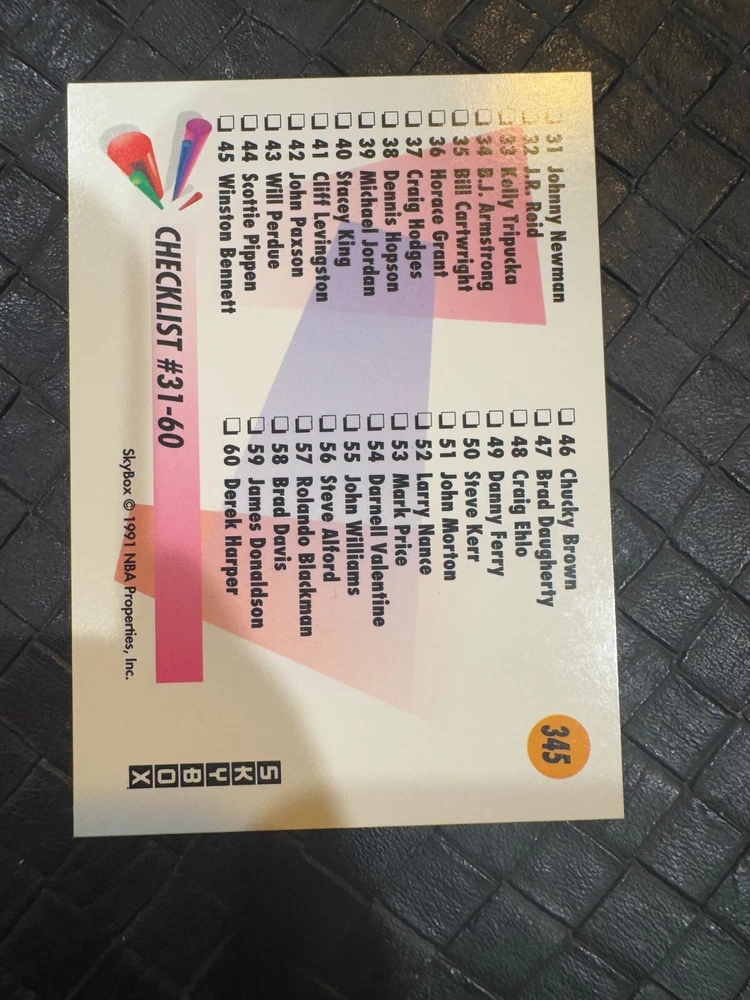 345
31 Johnny Newman
32 J.R. Reid
33 Kelly Tripucka
34 B.J. Armstrong
35 Bill Cartwright
36 Horace Grant
37 Craig Hodges
38 Dennis Hopson
39 Michael Jordan
40 Stacey King
41 Cliff Levingston
42 John Paxson
43 Will Perdue
44 Scottie Pippen
45 Winston Bennett
46 Chucky Brown
47 Brad Daugherty
48 Craig Ehlo
49 Danny Ferry
50 Steve Kerr
51 John Morton
52 Larry Nance
53 Mark Price
54 Darnell Valentine
55 John Williams
56 Steve Alford
57 Rolando Blackman
58 Brad Davis
59 James Donaldson
60 Derek Harper
CHECKLIST #31-60
SkyBox © 1991 NBA Properties, Inc.
SKYBOX